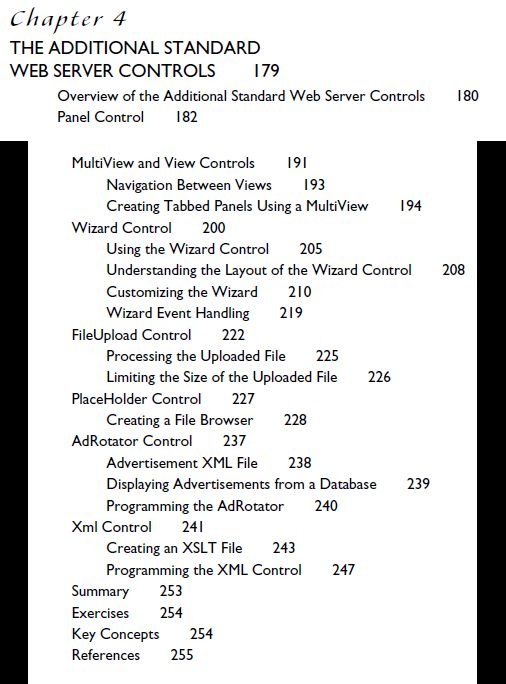 Chapter 4
THE ADDITIONAL STANDARD
WEB SERVER CONTROLS 179
Overview of the Additional Standard Web Server Controls 180
Panel Control 182
MultiView and View Controls 191
Navigation Between Views 193
Creating Tabbed Panels Using a MultiView 194
Wizard Control 200
Using the Wizard Control 205
Understanding the Layout of the Wizard Control 208
Customizing the Wizard 210
Wizard Event Handling 219
FileUpload Control 222
Processing the Uploaded File 225
Limiting the Size of the Uploaded File 226
PlaceHolder Control 227
Creating a File Browser 228
AdRotator Control 237
Advertisement XML File 238
Displaying Advertisements from a Database 239
Programming the AdRotator 240
Xml Control 241
Creating an XSLT File 243
Programming the XML Control 247
Summary 253
Exercises 254
Key Concepts 254
References 255